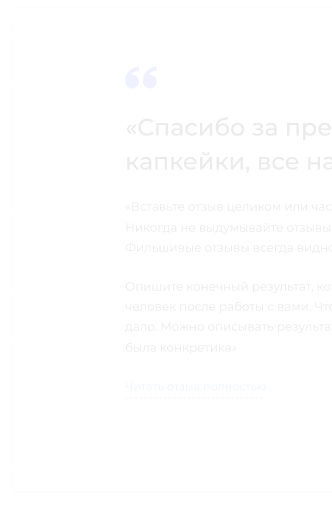 «Спасибо за пре
капкейки, все на
«Вставьте отзыв целиком или час
Никогда не выдумывайте отзывы
Фильшивые отзывы всегда видно
Опишите конечный результат, ко
человек после работы с вами. Что
дало. Можно описывать результа
была конкретика»
Читать отзыв полностью